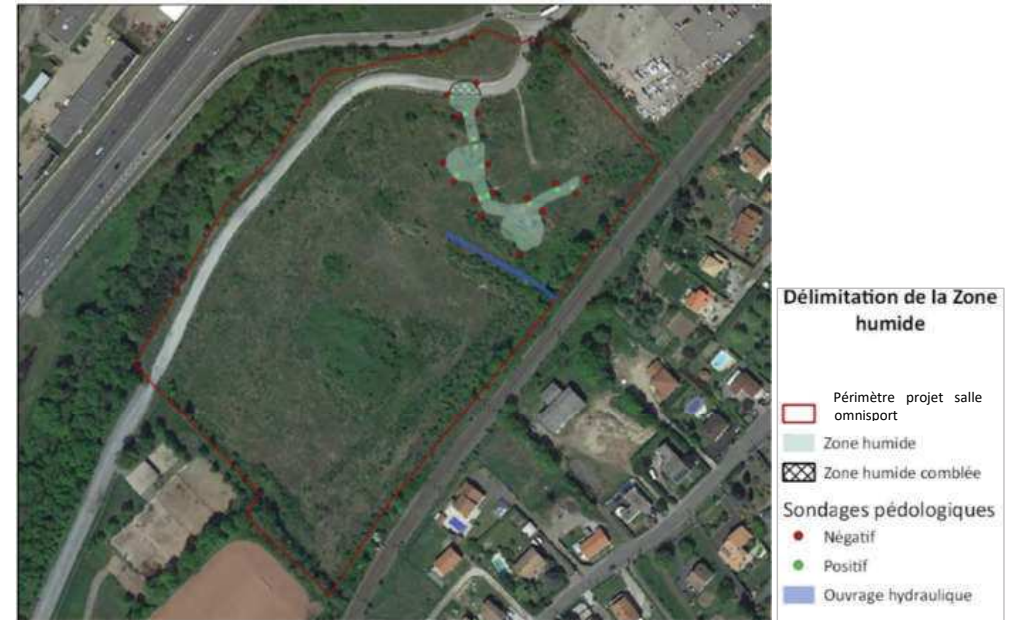 Délimitation de la Zone
humide
Périmètre projet salle
omnisport
Zone humide
Zone humide comblée
Sondages pédologiques
Négatif
Positif
Ouvrage hydraulique